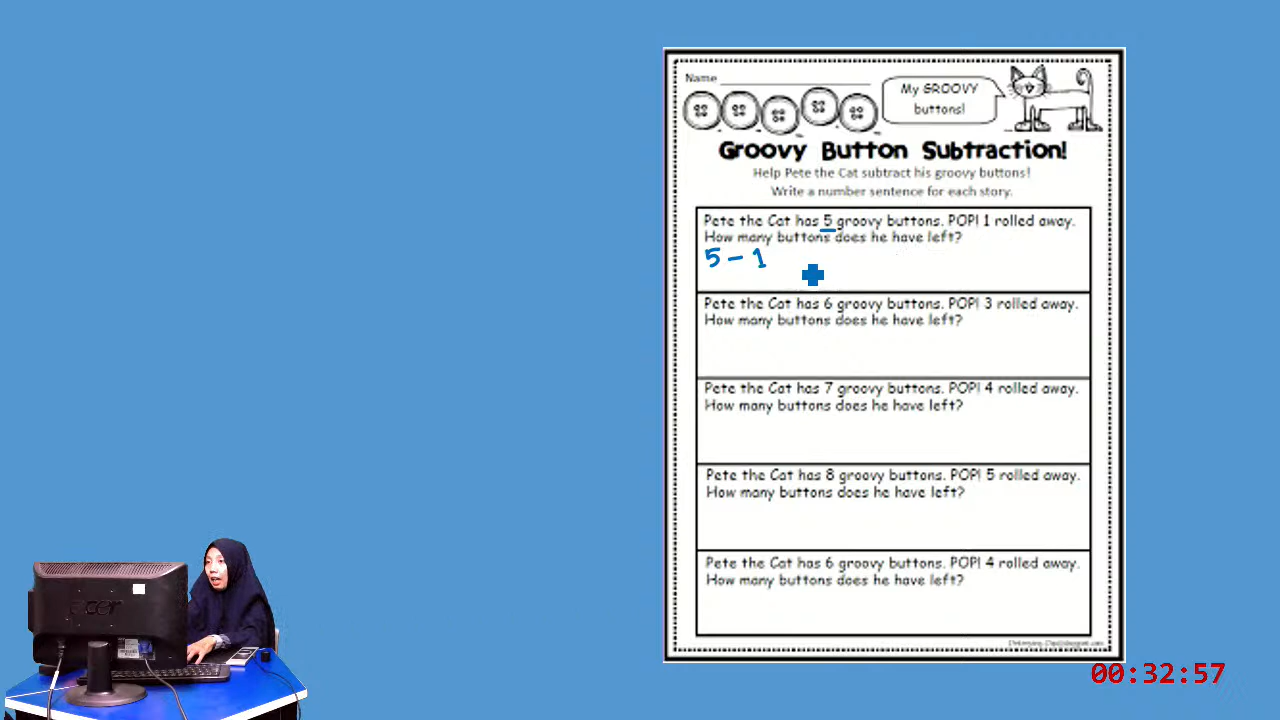 Name
My GROOVY
buttons!
Groovy Button Subtraction!
Help Pete the Cat subtract his groovy buttons!
Write a number sentence for each story.
Pete the Cat has 5 groovy buttons. POP! 1 rolled away.
How many buttons does he have left?
5 - 1
Pete the Cat has 6 groovy buttons. POP! 3 rolled away.
How many buttons does he have left?
Pete the Cat has 7 groovy buttons. POP! 4 rolled away.
How many buttons does he have left?
Pete the Cat has 8 groovy buttons. POP! 5 rolled away.
How many buttons does he have left?
Pete the Cat has 6 groovy buttons. POP! 4 rolled away.
How many buttons does he have left?
acer
00:32:57